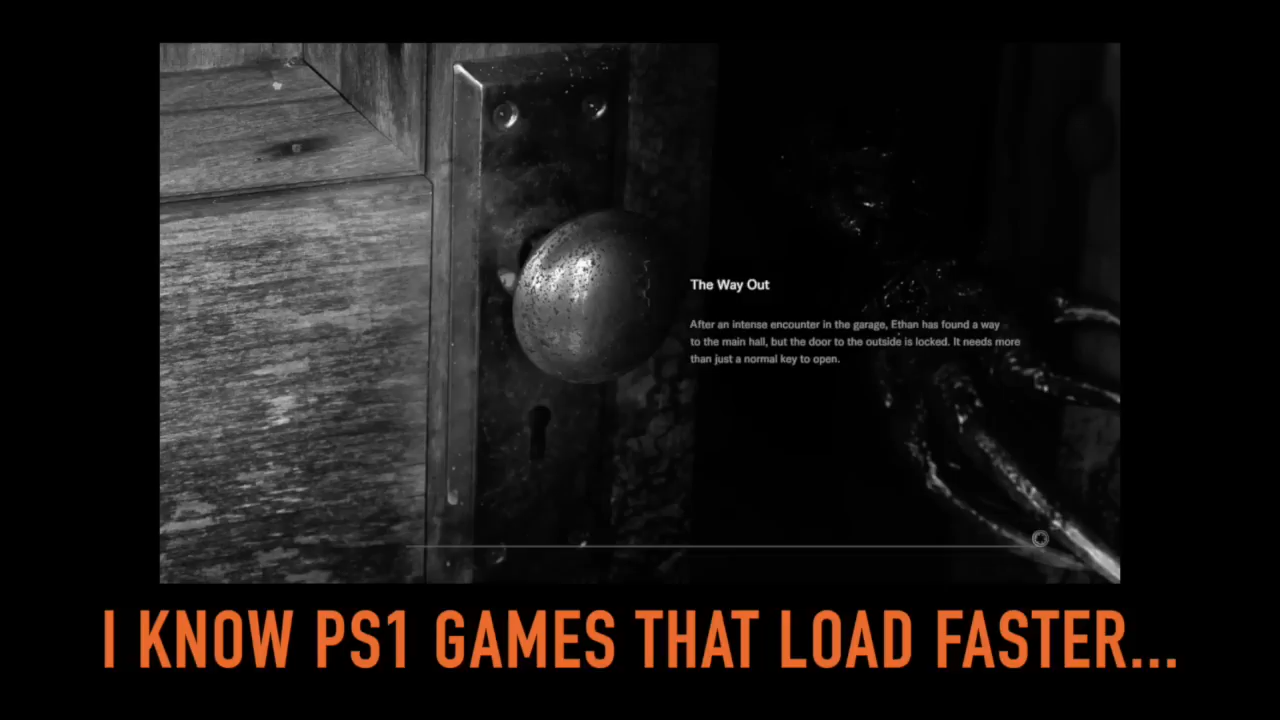 The Way Out
After an intense encounter in the garage, Ethan has found a way
to the main hall, but the door to the outside is locked. It needs more
than just a normal key to open.
I KNOW PS1 GAMES THAT LOAD FASTER...